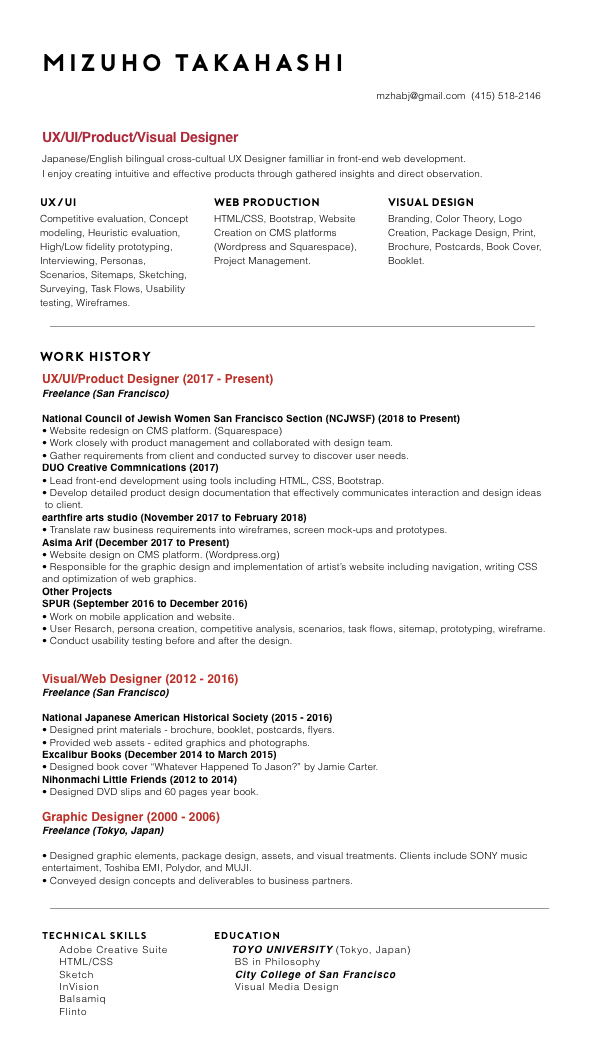 MIZUHO TAKAHASHI
mzhabj@gmail.com (415) 518-2146
UX/UI/Product/Visual Designer
Japanese/English bilingual cross-cultual UX Designer familliar in front-end web development.
I enjoy creating intuitive and effective products through gathered insights and direct observation.
UX/UI
Competitive evaluation, Concept
modeling, Heuristic evaluation,
High/Low fidelity prototyping,
Interviewing, Personas,
Scenarios, Sitemaps, Sketching,
Surveying, Task Flows, Usability
testing, Wireframes.
WEB PRODUCTION
HTML/CSS, Bootstrap, Website
Creation on CMS platforms
(Wordpress and Squarespace),
Project Management.
VISUAL DESIGN
Branding, Color Theory, Logo
Creation, Package Design, Print,
Brochure, Postcards, Book Cover,
Booklet.
WORK HISTORY
UX/UI/Product Designer (2017 - Present)
Freelance (San Francisco)
National Council of Jewish Women San Francisco Section (NCJWSF) (2018 to Present)
• Website redesign on CMS platform. (Squarespace)
• Work closely with product management and collaborated with design team.
• Gather requirements from client and conducted survey to discover user needs.
DUO Creative Commnications (2017)
• Lead front-end development using tools including HTML, CSS, Bootstrap.
• Develop detailed product design documentation that effectively communicates interaction and design ideas
to client.
earthfire arts studio (November 2017 to February 2018)
• Translate raw business requirements into wireframes, screen mock-ups and prototypes.
Asima Arif (December 2017 to Present)
• Website design on CMS platform. (Wordpress.org)
• Responsible for the graphic design and implementation of artist's website including navigation, writing CSS
and optimization of web graphics.
Other Projects
SPUR (September 2016 to December 2016)
• Work on mobile application and website.
• User Resarch, persona creation, competitive analysis, scenarios, task flows, sitemap, prototyping, wireframe.
• Conduct usability testing before and after the design.
Visual/Web Designer (2012 - 2016)
Freelance (San Francisco)
National Japanese American Historical Society (2015 - 2016)
• Designed print materials - brochure, booklet, postcards, flyers.
• Provided web assets - edited graphics and photographs.
Excalibur Books (December 2014 to March 2015)
• Designed book cover "Whatever Happened To Jason?" by Jamie Carter.
Nihonmachi Little Friends (2012 to 2014)
• Designed DVD slips and 60 pages year book.
Graphic Designer (2000 - 2006)
Freelance (Tokyo, Japan)
• Designed graphic elements, package design, assets, and visual treatments. Clients include SONY music
entertaiment, Toshiba EMI, Polydor, and MUJI.
• Conveyed design concepts and deliverables to business partners.
TECHNICAL SKILLS
Adobe Creative Suite
HTML/CSS
Sketch
InVision
Balsamiq
Flinto
EDUCATION
TOYO UNIVERSITY (Tokyo, Japan)
BS in Philosophy
City College of San Francisco
Visual Media Design